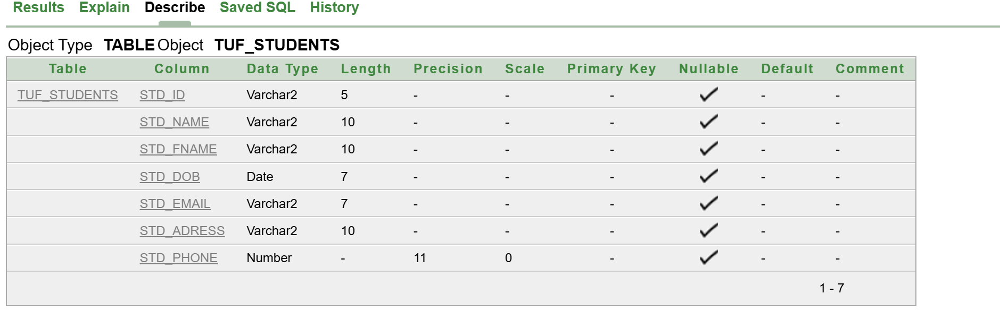 Results Explain Describe Saved SQL History
Object Type TABLE Object TUF_STUDENTS
Table Column Data Type Length Precision Scale Primary Key Nullable Default Comment
TUF_STUDENTS STD_ID Varchar2 5 - - - - -
STD_NAME Varchar2 10 - - - - -
STD_FNAME Varchar2 10 - - - - -
STD_DOB Date 7 - - - - -
STD_EMAIL Varchar2 7 - - - - -
STD_ADRESS Varchar2 10 - - - - -
STD_PHONE Number - 11 0 - - -
1 - 7